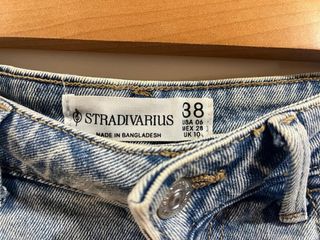 STRADIVARIUS
MADE IN BANGLADESH
38
USA 06
MEX 28
UK 10